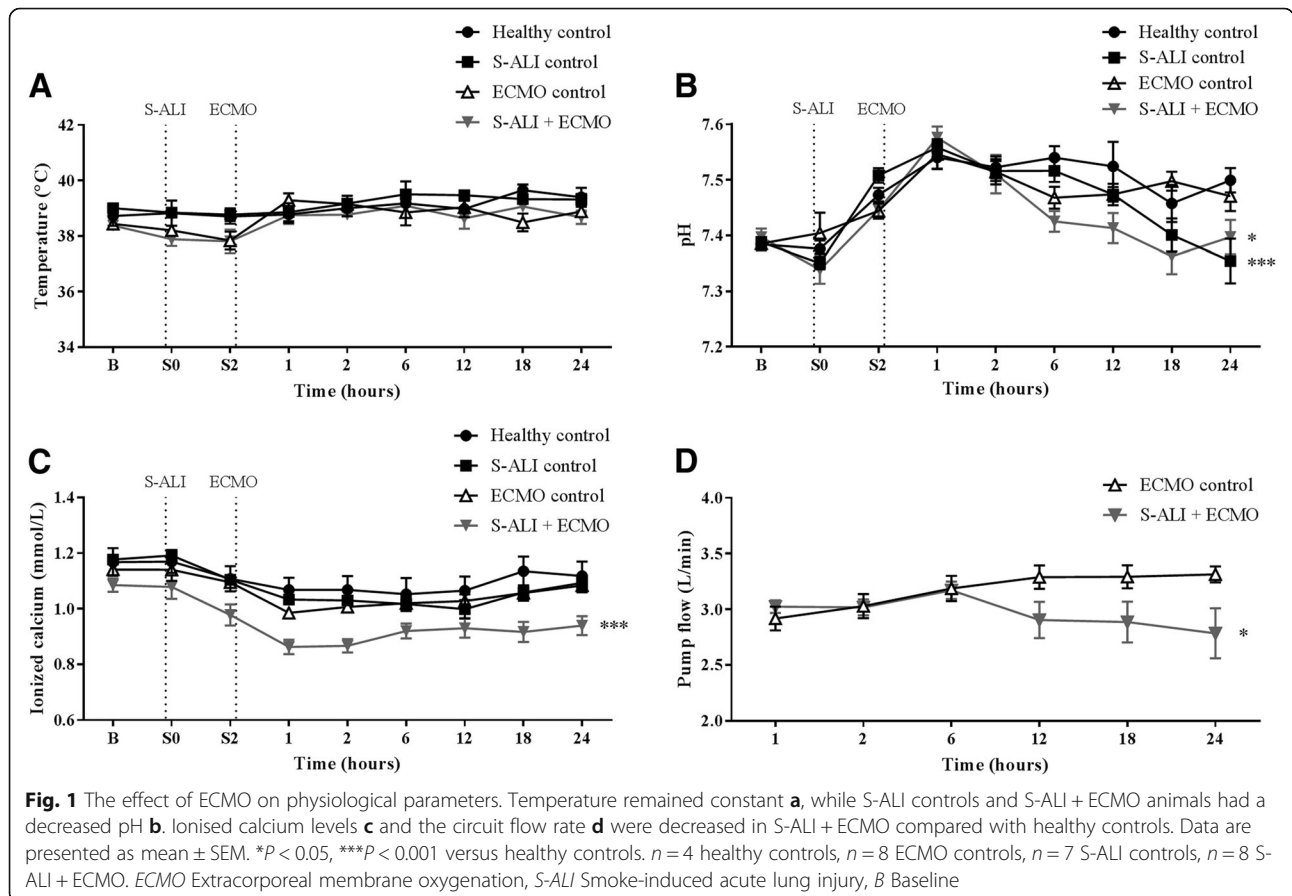 A
Healthy control
S-ALI control
ECMO control
S-ALI + ECMO
S-ALI
ECMO
42
40
38
36
34
Temperature (°C)
B
S0
S2
1
2
6
12
18
24
Time (hours)
B
Healthy control
S-ALI control
ECMO control
S-ALI + ECMO
S-ALI
ECMO
7.6
7.5
7.4
7.3
7.2
pH
*
***
B
S0
S2
1
2
6
12
18
24
Time (hours)
C
Healthy control
S-ALI control
ECMO control
S-ALI + ECMO
S-ALI
ECMO
1.4
1.2
1.0
0.8
0.6
Ionized calcium (mmol/L)
***
B
S0
S2
1
2
6
12
18
24
Time (hours)
D
ECMO control
S-ALI + ECMO
4.0
3.5
3.0
2.5
2.0
Pump flow (L/min)
*
1
2
6
12
18
24
Time (hours)
Fig. 1 The effect of ECMO on physiological parameters. Temperature remained constant a, while S-ALI controls and S-ALI + ECMO animals had a
decreased pH b. Ionised calcium levels c and the circuit flow rate d were decreased in S-ALI + ECMO compared with healthy controls. Data are
presented as mean ± SEM. *P < 0.05, ***P < 0.001 versus healthy controls. n = 4 healthy controls, n = 8 ECMO controls, n = 7 S-ALI controls, n = 8 S-
ALI + ECMO. ECMO Extracorporeal membrane oxygenation, S-ALI Smoke-induced acute lung injury, B Baseline